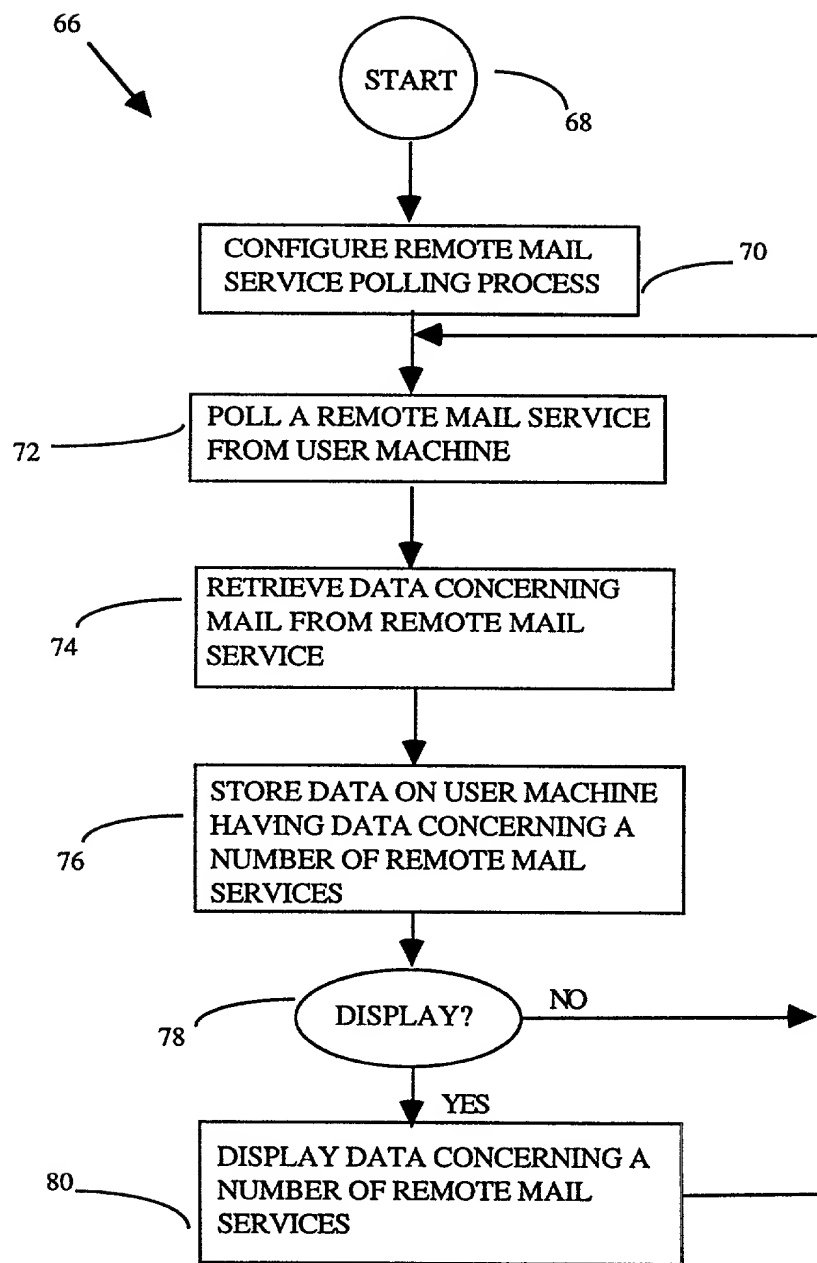 66
START
68
CONFIGURE REMOTE MAIL
SERVICE POLLING PROCESS
70
POLL A REMOTE MAIL SERVICE
FROM USER MACHINE
72
RETRIEVE DATA CONCERNING
MAIL FROM REMOTE MAIL
SERVICE
74
STORE DATA ON USER MACHINE
HAVING DATA CONCERNING A
NUMBER OF REMOTE MAIL
SERVICES
76
DISPLAY?
NO
78
YES
DISPLAY DATA CONCERNING A
NUMBER OF REMOTE MAIL
SERVICES
80